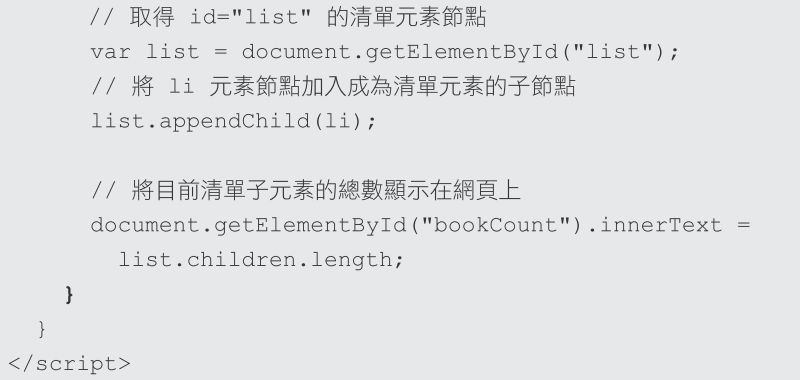 // 取得 id="list" 的清單元素節點
var list = document.getElementById("list");
// 將 li 元素節點加入成為清單元素的子節點
list.appendChild(li);
// 將目前清單子元素的總數顯示在網頁上
document.getElementById("bookCount").innerText =
list.children.length;
}
}
</script>